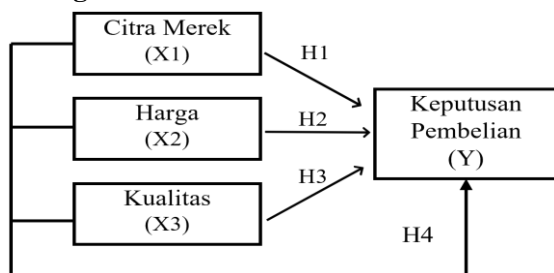 Citra Merek
(X1)
H1
Harga
(X2)
H2
Keputusan
Pembelian
(Y)
Kualitas
(X3)
H3
H4